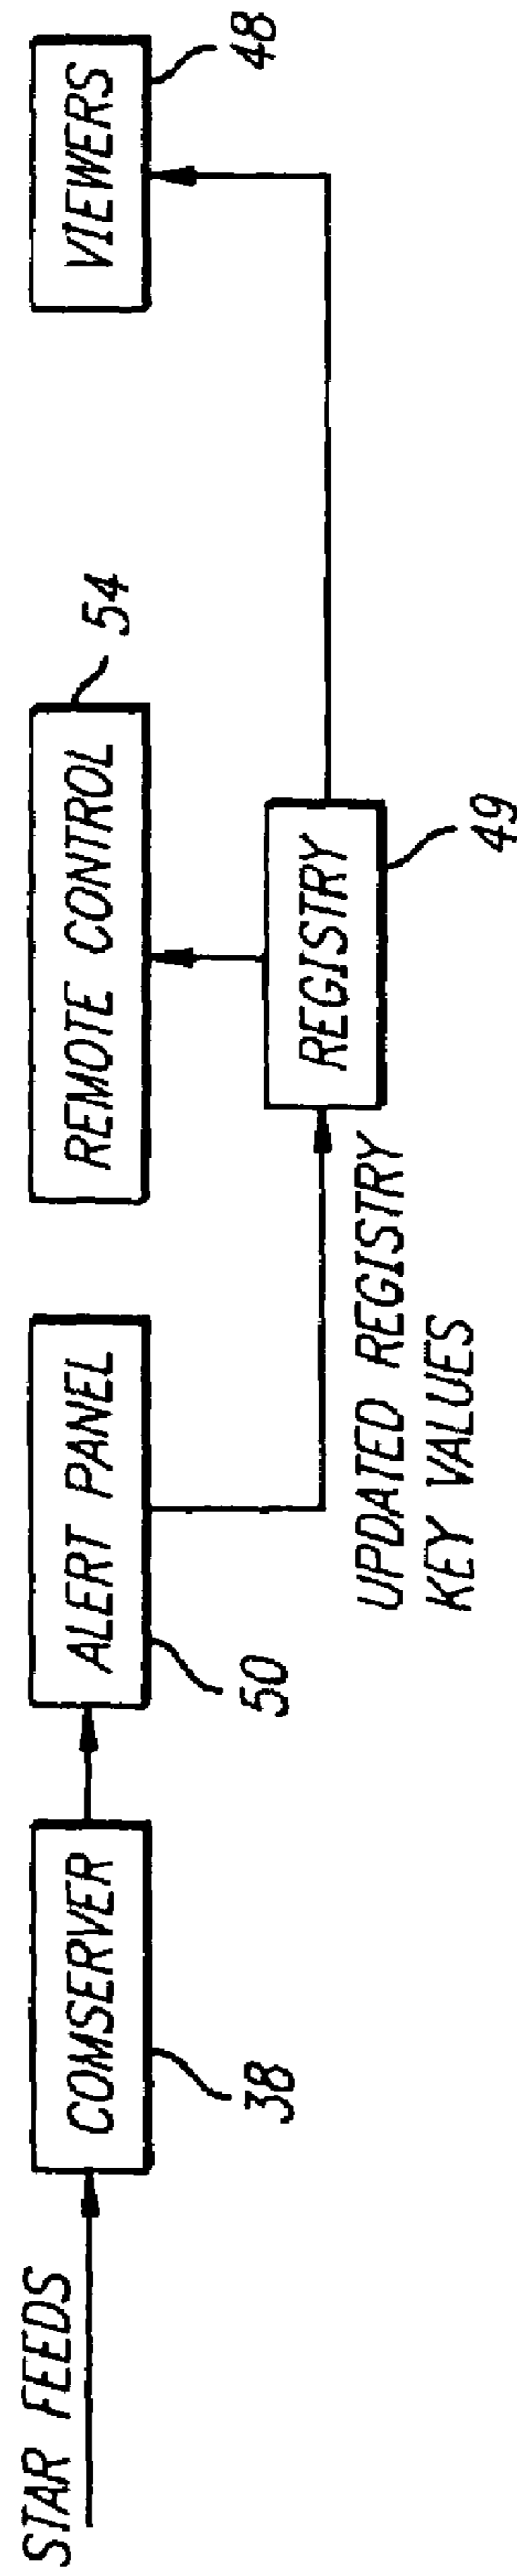 STAR FEEDS
COMSERVER
38
ALERT PANEL
50
UPDATED REGISTRY
KEY VALUES
REMOTE CONTROL
54
REGISTRY
49
VIEWERS
48